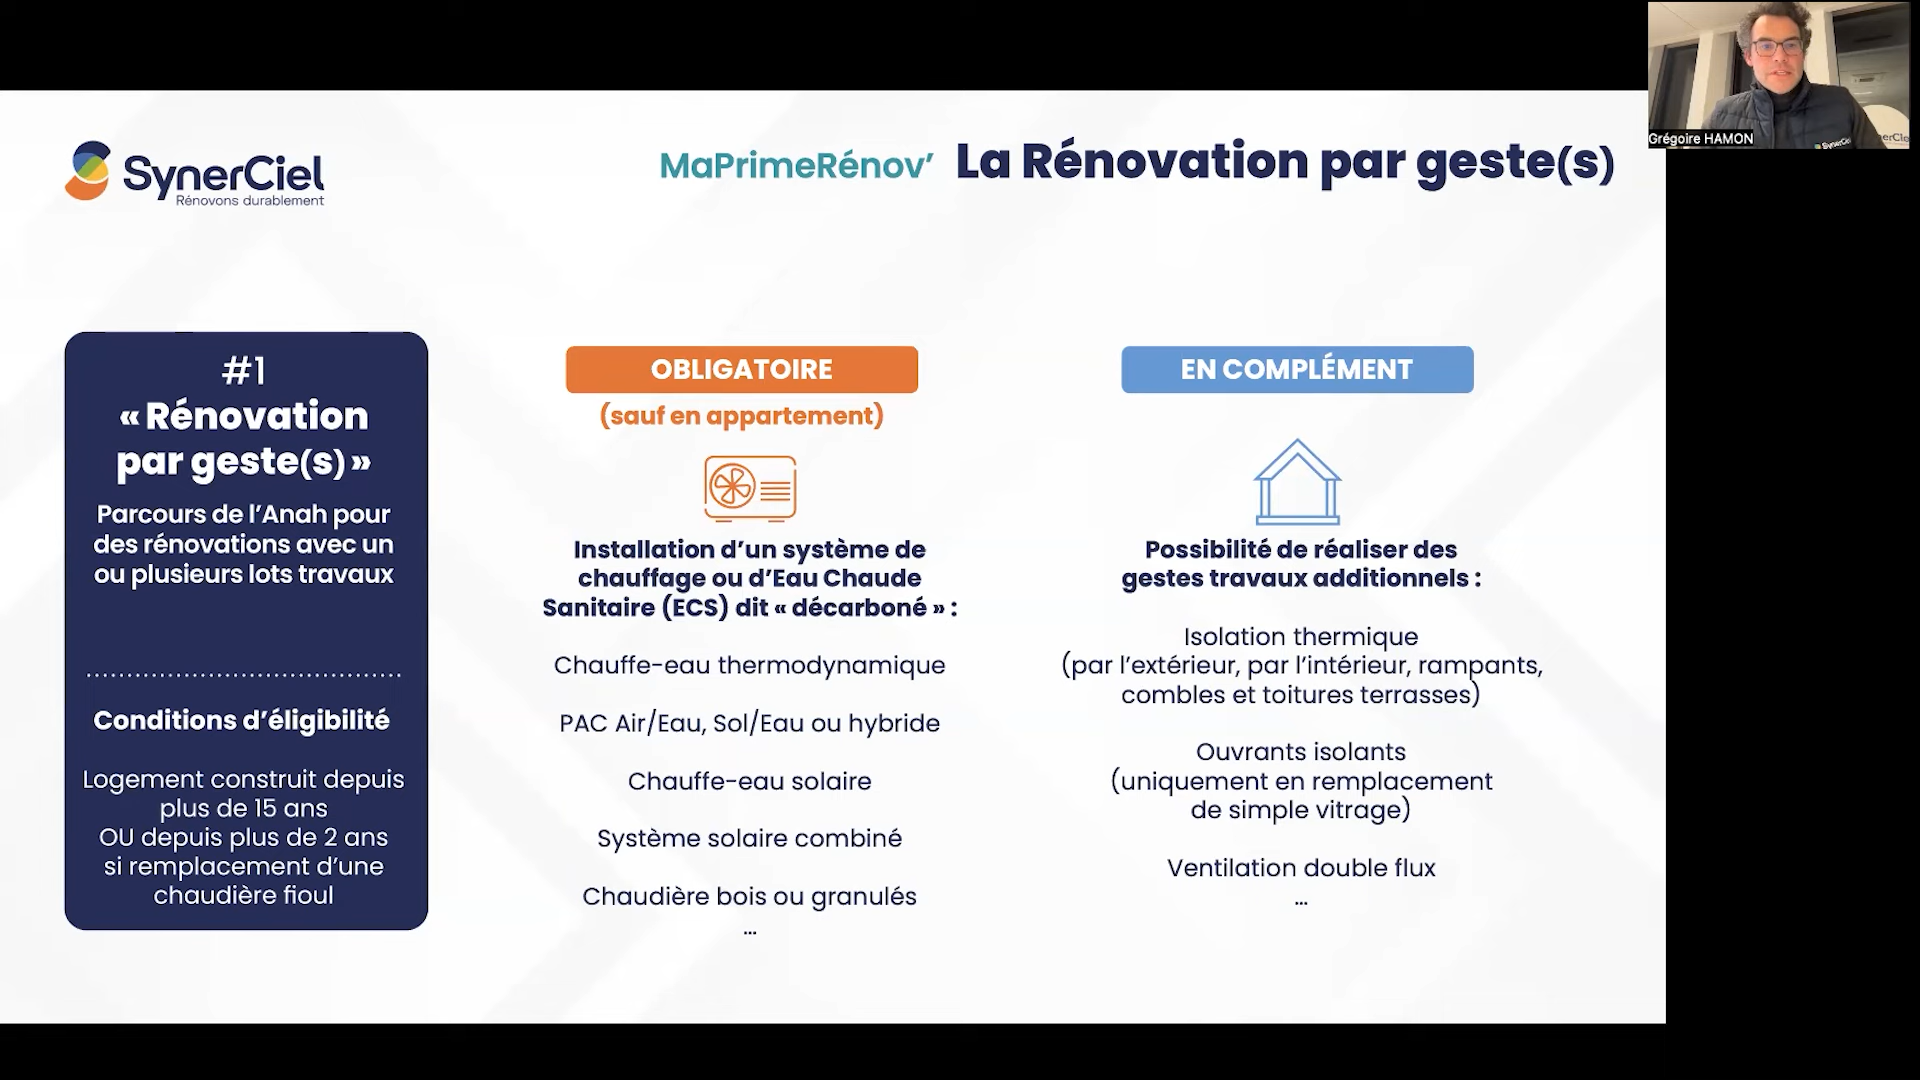 SynerCiel
Rénovons durablement
MaPrimeRénov’ La Rénovation par geste(s)
Grégoire HAMON
SynerCiel
#1
« Rénovation
par geste(s) »
Parcours de l’Anah pour
des rénovations avec un
ou plusieurs lots travaux
Conditions d’éligibilité
Logement construit depuis
plus de 15 ans
OU depuis plus de 2 ans
si remplacement d’une
chaudière fioul
OBLIGATOIRE
(sauf en appartement)
Installation d’un système de
chauffage ou d’Eau Chaude
Sanitaire (ECS) dit « décarboné » :
Chauffe-eau thermodynamique
PAC Air/Eau, Sol/Eau ou hybride
Chauffe-eau solaire
Système solaire combiné
Chaudière bois ou granulés
...
EN COMPLÉMENT
Possibilité de réaliser des
gestes travaux additionnels :
Isolation thermique
(par l’extérieur, par l’intérieur, rampants,
combles et toitures terrasses)
Ouvrants isolants
(uniquement en remplacement
de simple vitrage)
Ventilation double flux
...